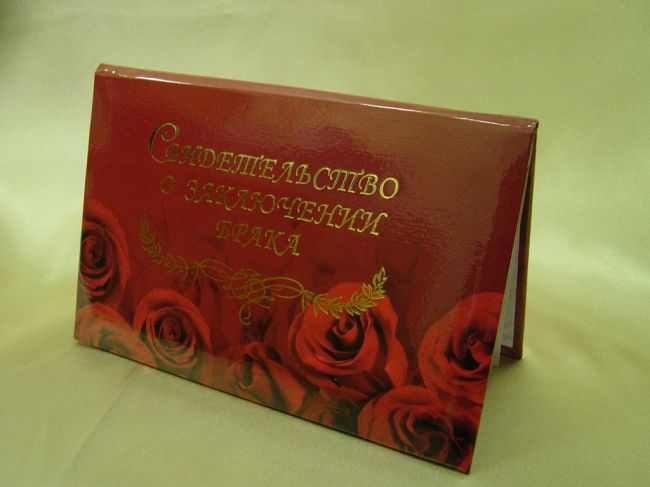 Свидетельство
о заключении
брака